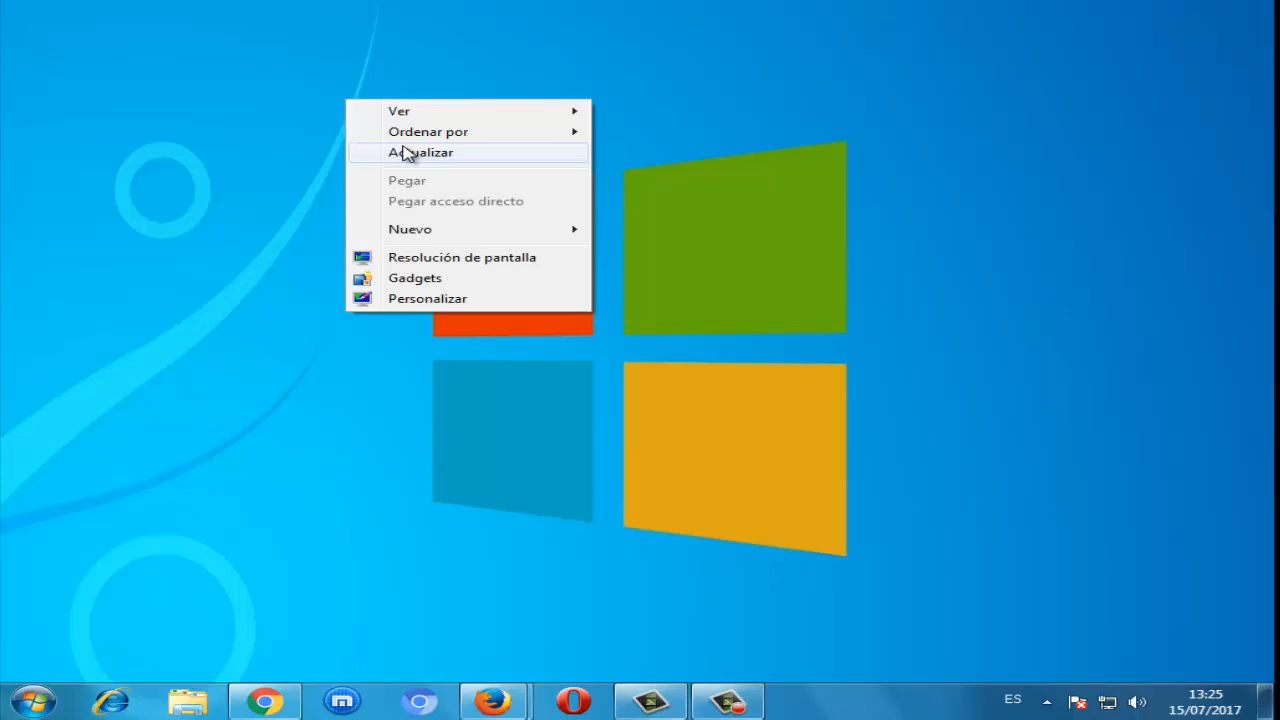 Ver
Ordenar por
Actualizar
Pegar
Pegar acceso directo
Nuevo
Resolución de pantalla
Gadgets
Personalizar
ES
13:25
15/07/2017